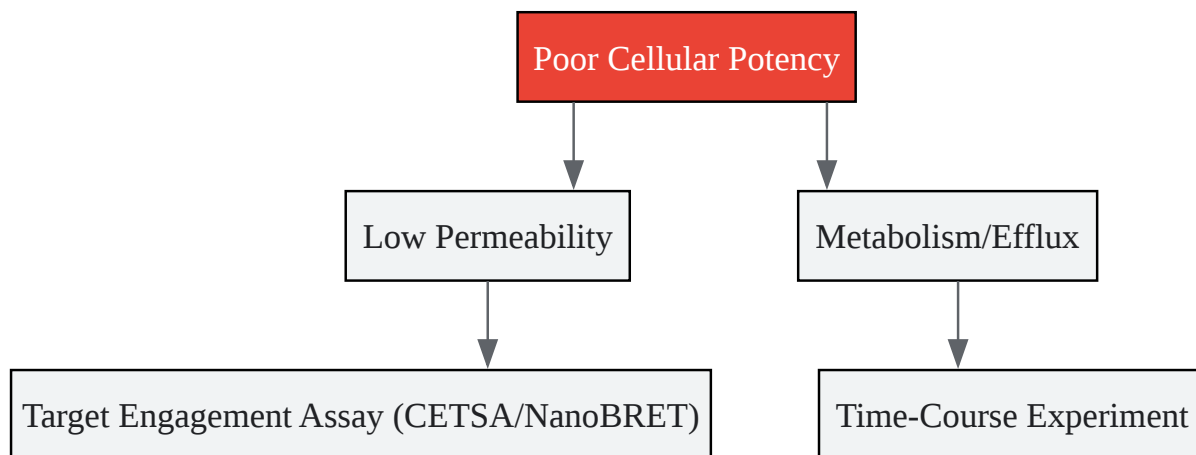 Poor Cellular Potency
Low Permeability
Metabolism/Efflux
Target Engagement Assay (CETSA/NanoBRET)
Time-Course Experiment